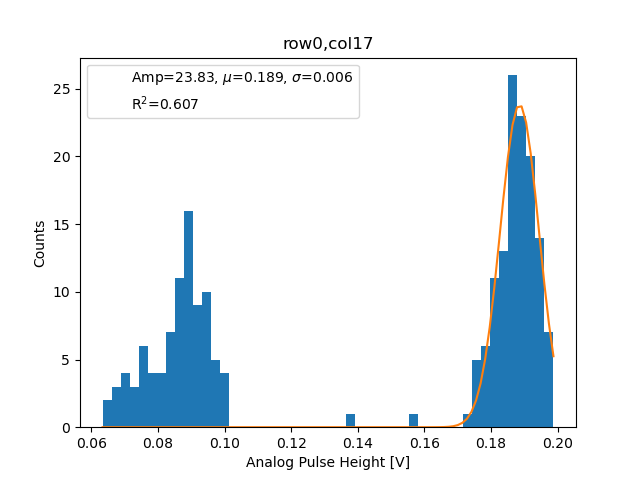 row0,col17
Amp=23.83, μ=0.189, σ=0.006
R²=0.607
Counts
25
20
15
10
5
0
0.06 0.08 0.10 0.12 0.14 0.16 0.18 0.20
Analog Pulse Height [V]